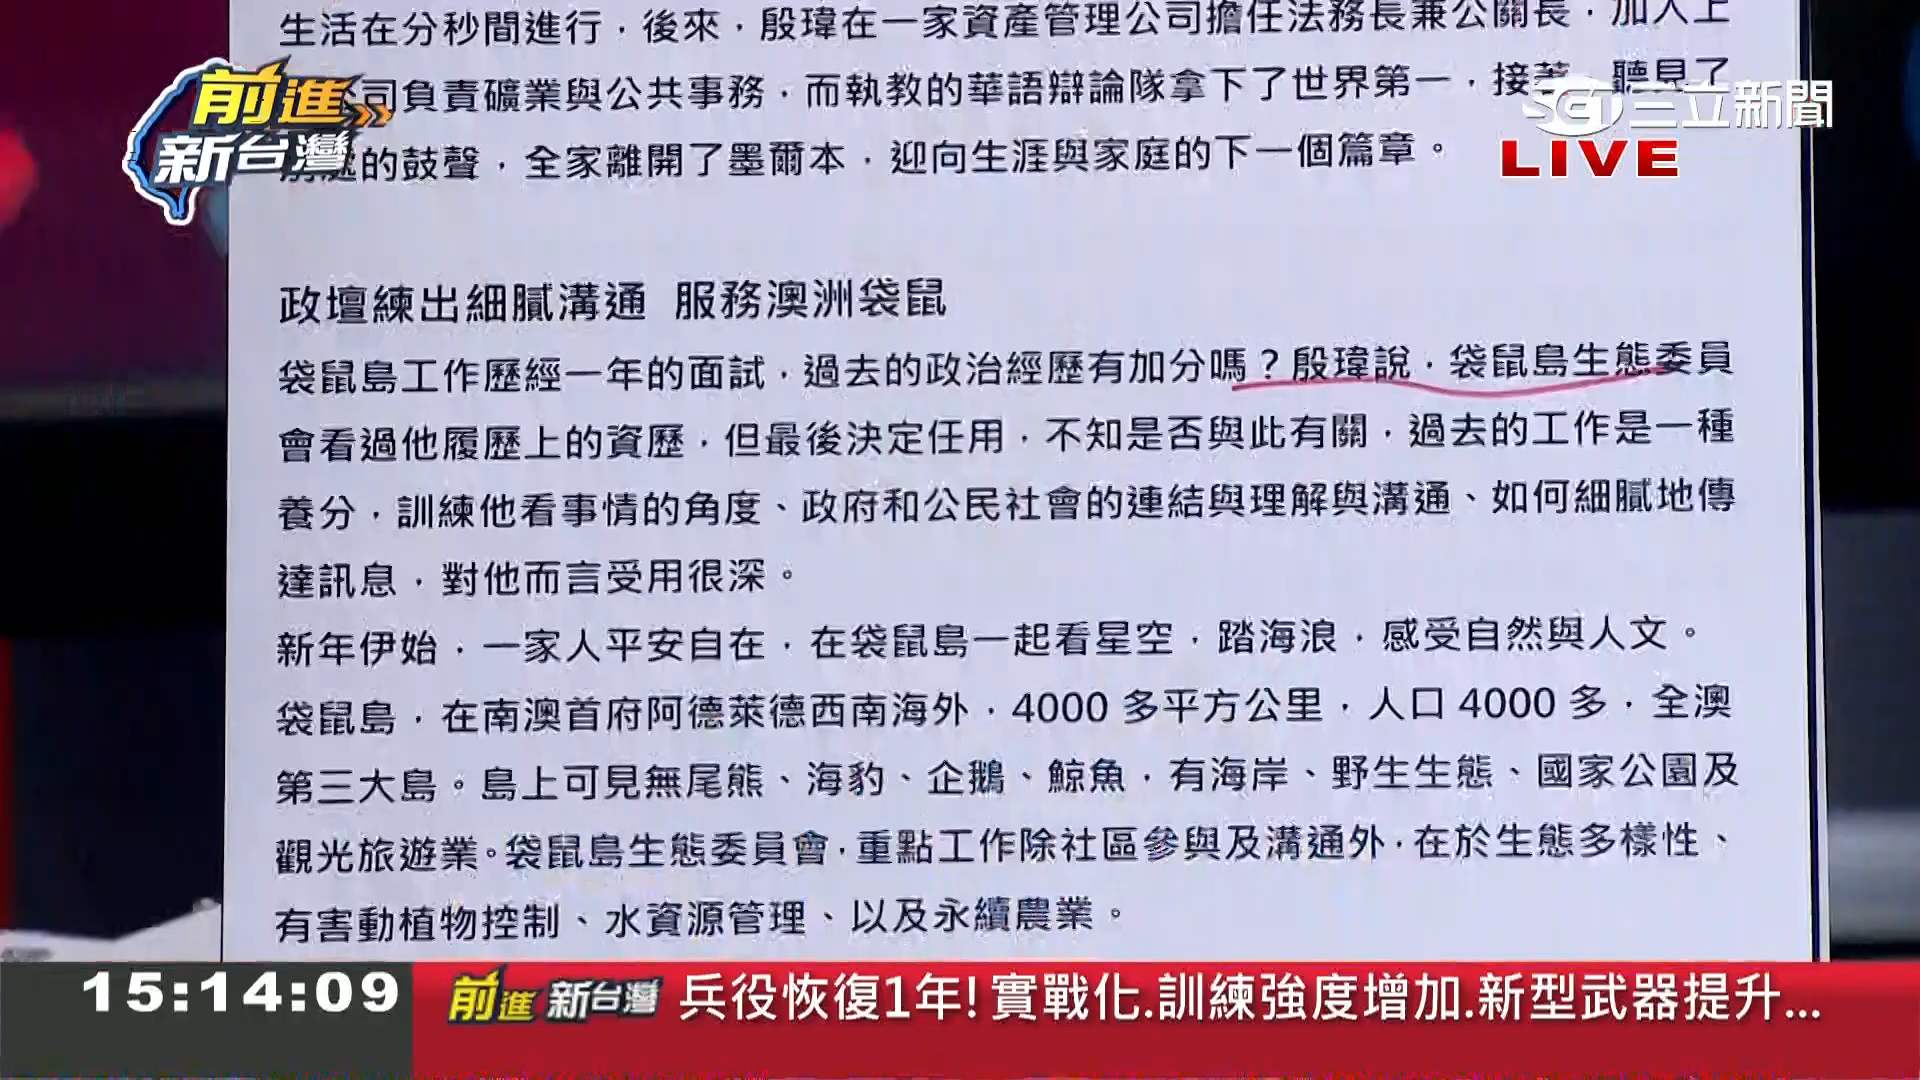 生活在分秒間進行，後來，殷瑋在一家資產管理公司擔任法務長兼公關長，加入上
公司負責礦業與公共事務，而執教的華語辯論隊拿下了世界第一，接著，聽見了
的鼓聲，全家離開了墨爾本，迎向生涯與家庭的下一個篇章。
前進
新台灣
SET三立新聞
LIVE
政壇練出細膩溝通 服務澳洲袋鼠
袋鼠島工作歷經一年的面試，過去的政治經歷有加分嗎？殷瑋說，袋鼠島生態委員
會看過他履歷上的資歷，但最後決定任用，不知是否與此有關，過去的工作是一種
養分，訓練他看事情的角度、政府和公民社會的連結與理解與溝通、如何細膩地傳
達訊息，對他而言受用很深。
新年伊始，一家人平安自在，在袋鼠島一起看星空，踏海浪，感受自然與人文。
袋鼠島，在南澳首府阿德萊德西南海外，4000 多平方公里，人口 4000 多，全澳
第三大島。島上可見無尾熊、海豹、企鵝、鯨魚，有海岸、野生生態、國家公園及
觀光旅遊業。袋鼠島生態委員會，重點工作除社區參與及溝通外，在於生態多樣性、
有害動植物控制、水資源管理、以及永續農業。
15:14:09
前進新台灣
兵役恢復1年!實戰化.訓練強度增加.新型武器提升...